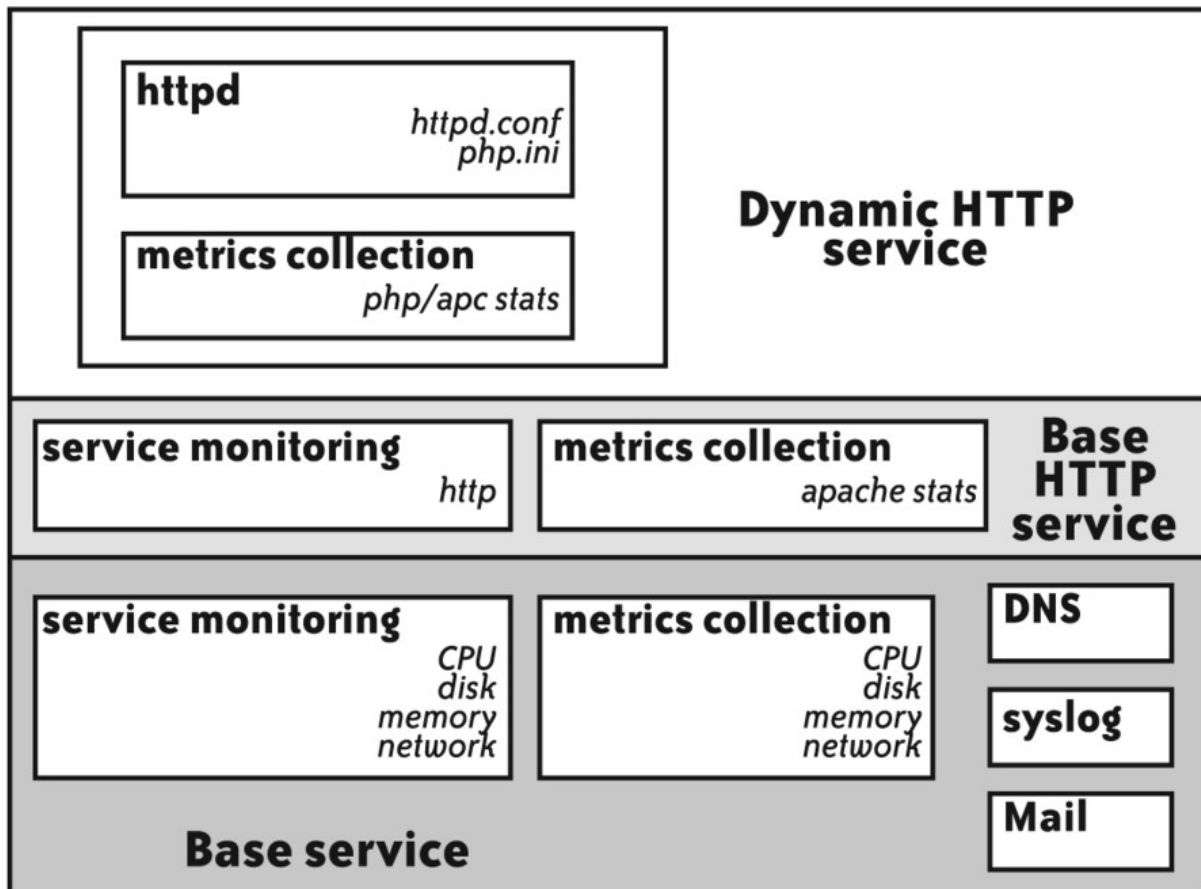 httpd
httpd.conf
php.ini
metrics collection
php/apc stats
Dynamic HTTP
service
service monitoring
http
metrics collection
apache stats
Base
HTTP
service
service monitoring
CPU
disk
memory
network
metrics collection
CPU
disk
memory
network
DNS
syslog
Mail
Base service